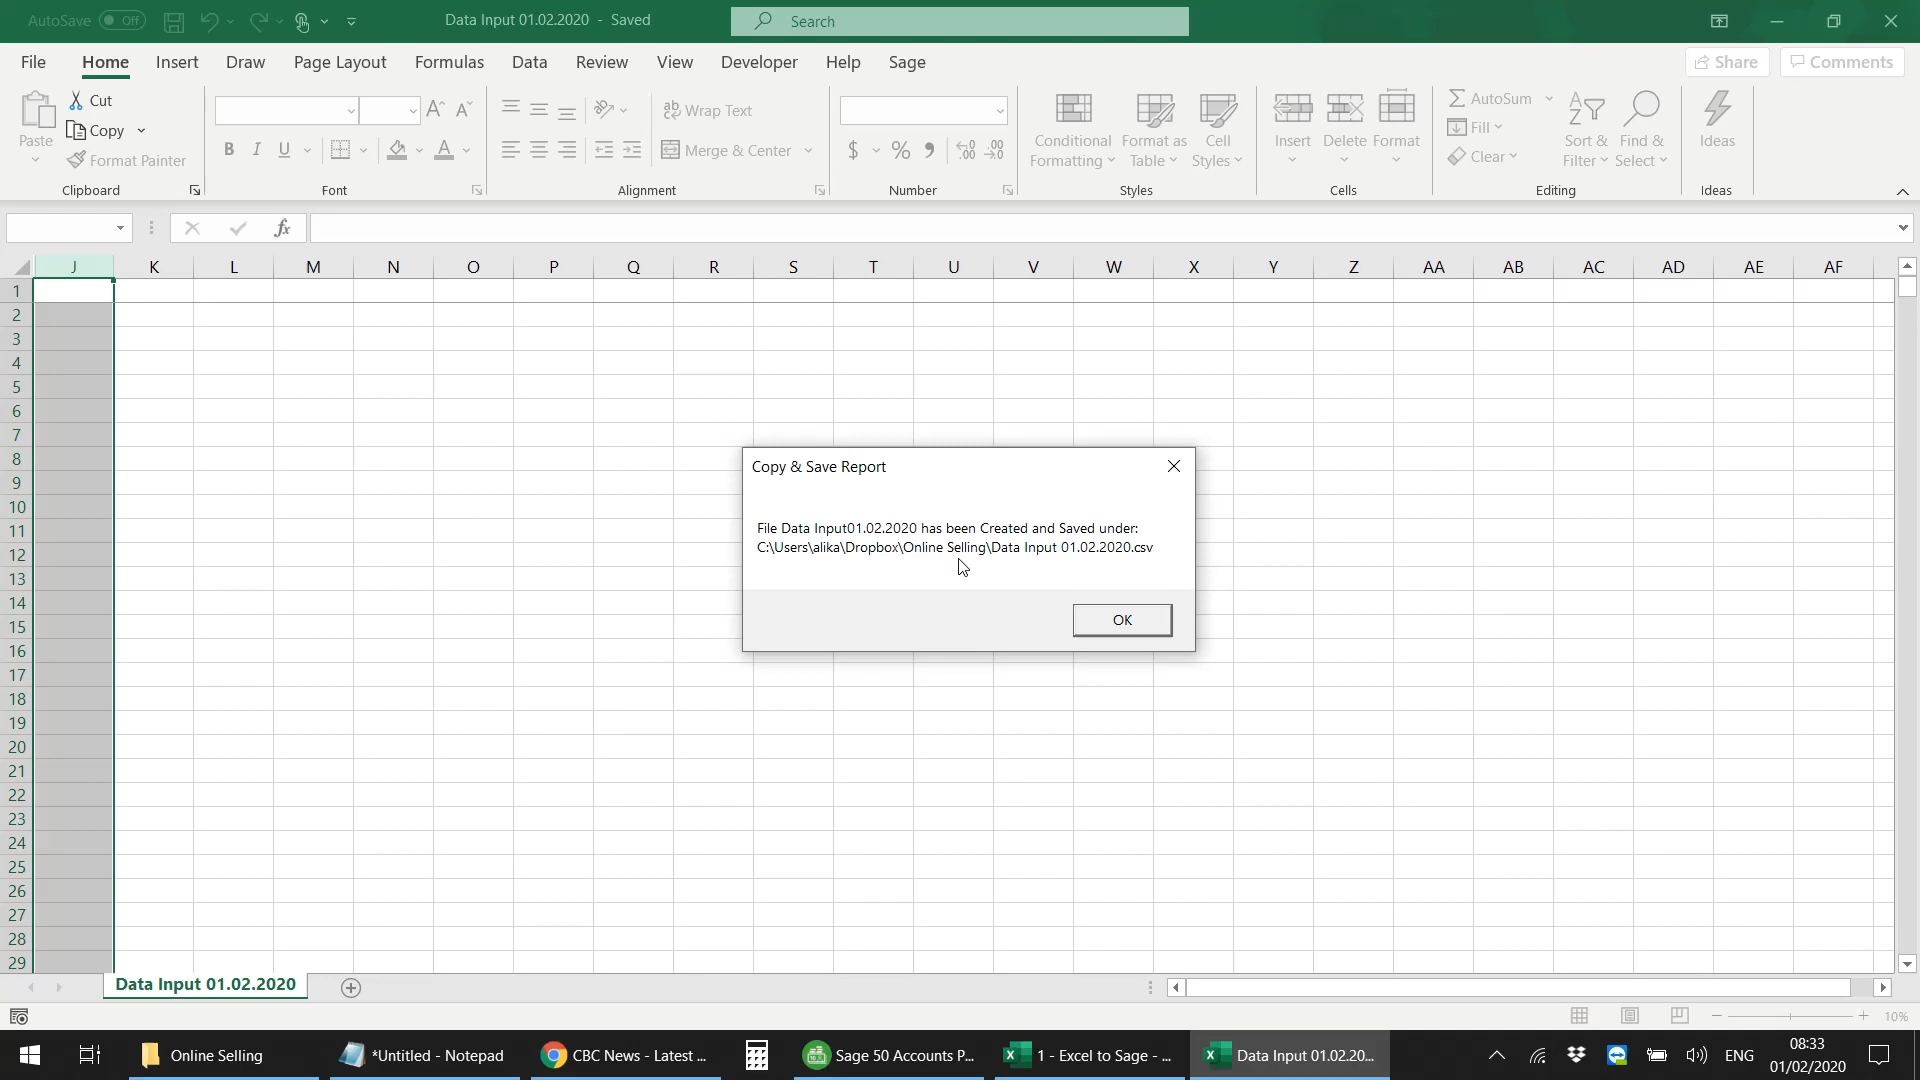 AutoSave Off
Data Input 01.02.2020 - Saved
Search
File Home Insert Draw Page Layout Formulas Data Review View Developer Help Sage
Share Comments
Paste
Cut
Copy
Format Painter
Clipboard
B I U A
Font
ab Wrap Text
Merge & Center
Alignment
$ % ,
Number
Conditional
Formatting
Format as
Table
Cell
Styles
Styles
Insert
Delete
Format
Cells
AutoSum
Fill
Clear
Sort &
Filter
Find &
Select
Editing
Ideas
Ideas
fx
J K L M N O P Q R S T U V W X Y Z AA AB AC AD AE AF
1
2
3
4
5
6
7
8
9
10
11
12
13
14
15
16
17
18
19
20
21
22
23
24
25
26
27
28
29
Copy & Save Report
File Data Input01.02.2020 has been Created and Saved under:
C:\Users\alika\Dropbox\Online Selling\Data Input 01.02.2020.csv
OK
Data Input 01.02.2020
10%
Online Selling
*Untitled - Notepad
CBC News - Latest ...
Sage 50 Accounts P...
1 - Excel to Sage - ...
Data Input 01.02.20...
ENG
08:33
01/02/2020